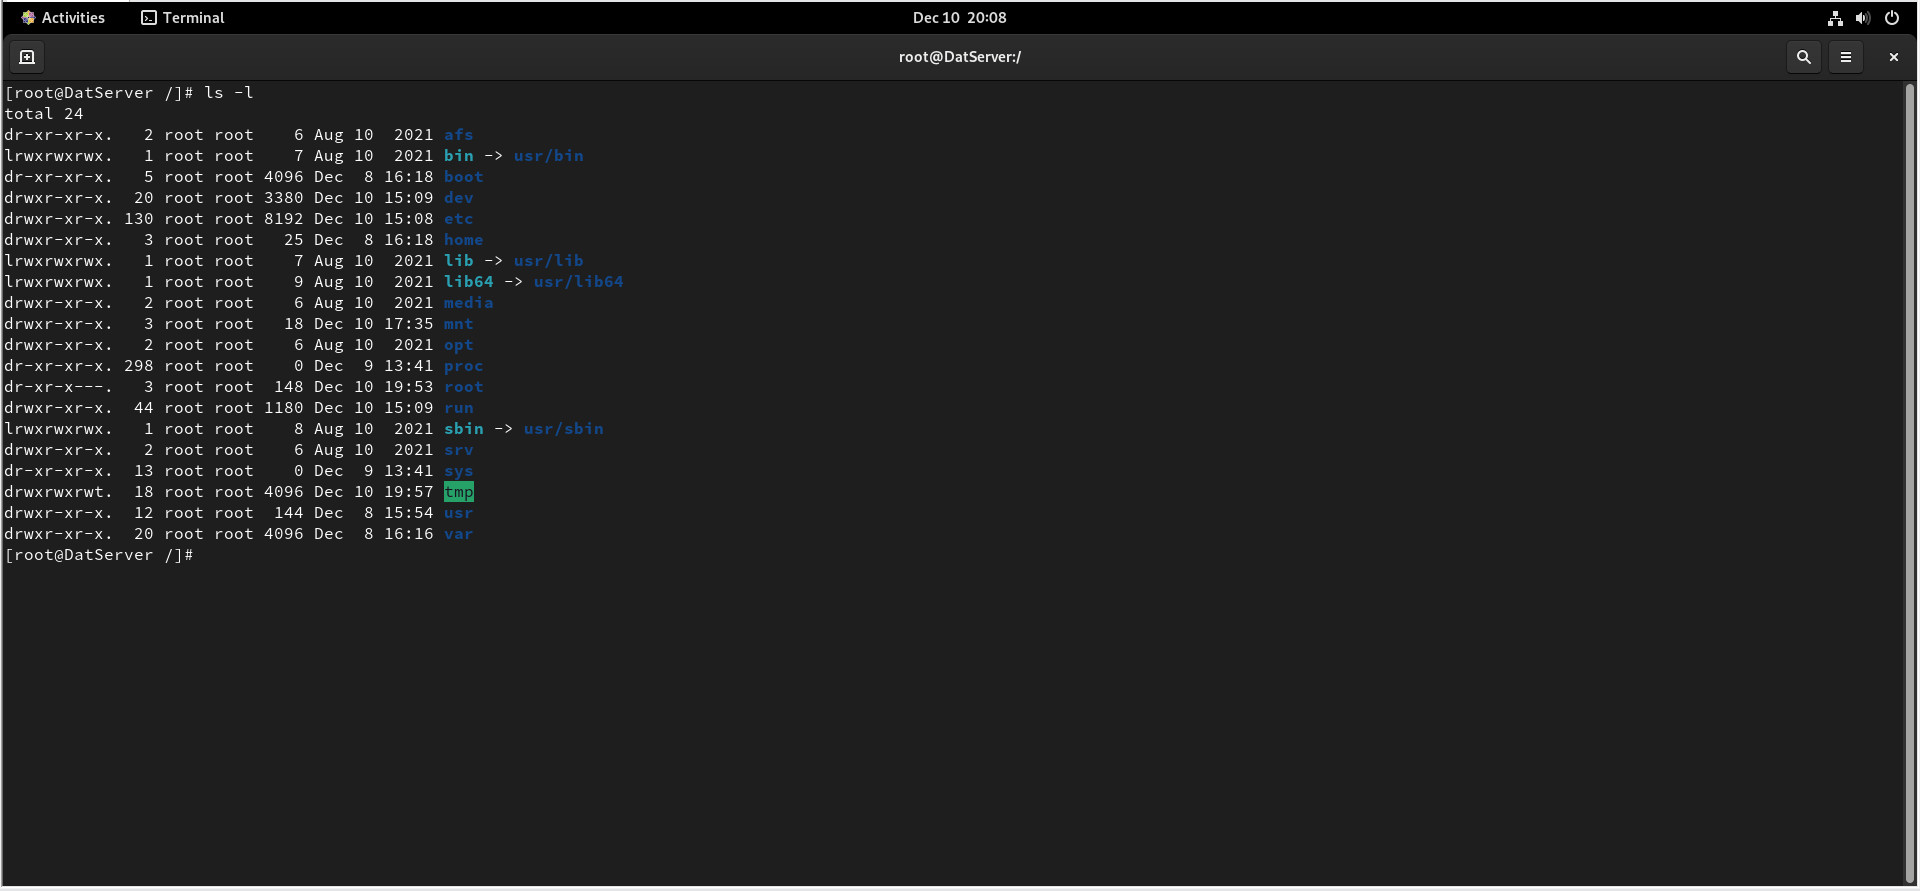 Activities Terminal Dec 10 20:08
root@DatServer:/
[root@DatServer /]# ls -l
total 24
dr-xr-xr-x.   2 root root    6 Aug 10  2021 afs
lrwxrwxrwx.   1 root root    7 Aug 10  2021 bin -> usr/bin
dr-xr-xr-x.   5 root root 4096 Dec  8 16:18 boot
drwxr-xr-x.  20 root root 3380 Dec 10 15:09 dev
drwxr-xr-x. 130 root root 8192 Dec 10 15:08 etc
drwxr-xr-x.   3 root root   25 Dec  8 16:18 home
lrwxrwxrwx.   1 root root    7 Aug 10  2021 lib -> usr/lib
lrwxrwxrwx.   1 root root    9 Aug 10  2021 lib64 -> usr/lib64
drwxr-xr-x.   2 root root    6 Aug 10  2021 media
drwxr-xr-x.   3 root root   18 Dec 10 17:35 mnt
drwxr-xr-x.   2 root root    6 Aug 10  2021 opt
dr-xr-xr-x. 298 root root    0 Dec  9 13:41 proc
dr-xr-x---.   3 root root  148 Dec 10 19:53 root
drwxr-xr-x.  44 root root 1180 Dec 10 15:09 run
lrwxrwxrwx.   1 root root    8 Aug 10  2021 sbin -> usr/sbin
drwxr-xr-x.   2 root root    6 Aug 10  2021 srv
dr-xr-xr-x.  13 root root    0 Dec  9 13:41 sys
drwxrwxrwt.  18 root root 4096 Dec 10 19:57 tmp
drwxr-xr-x.  12 root root  144 Dec  8 15:54 usr
drwxr-xr-x.  20 root root 4096 Dec  8 16:16 var
[root@DatServer /]#